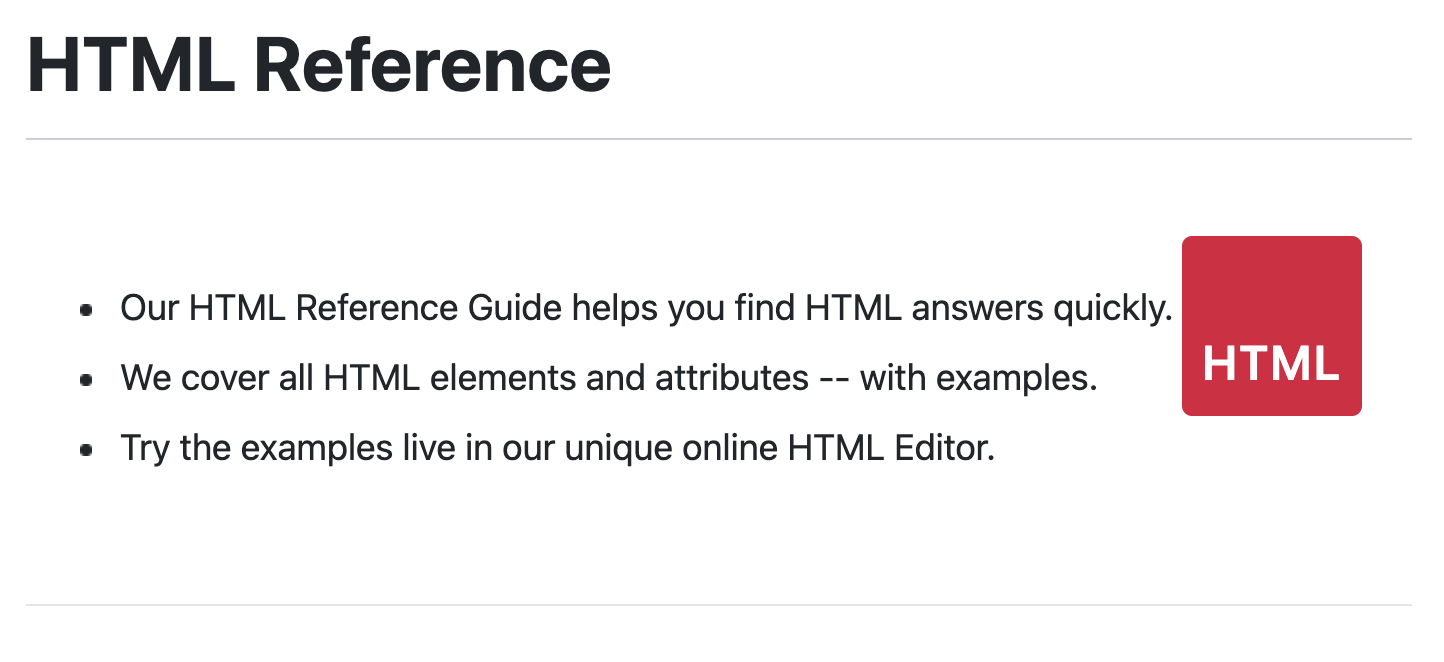 HTML Reference
Our HTML Reference Guide helps you find HTML answers quickly.
We cover all HTML elements and attributes -- with examples.
Try the examples live in our unique online HTML Editor.
HTML